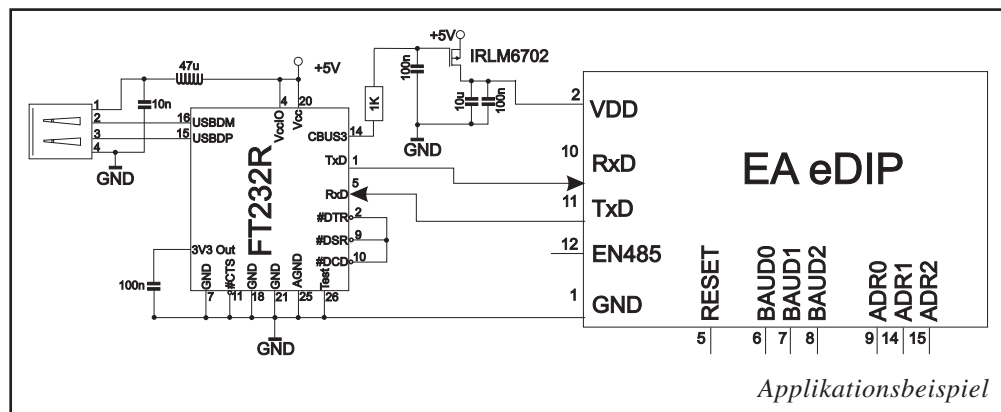 +5V
IRLM6702
47u
+5V
100n
10n
1K
10u
100n
1
2
3
4
GND
16 USBDM
15 USBDP
4
20
VccIO
Vcc
CBUS3 14
GND
TxD 1
RxD 5
#DTR 2
#DSR 9
#DCD 10
FT232R
3V3 Out
100n
GND
#CTS
GND
GND
AGND
Test
7
11
18
21
25
26
GND
2 VDD
10 RxD
11 TxD
12 EN485
1 GND
EA eDIP
RESET
BAUD0
BAUD1
BAUD2
ADR0
ADR1
ADR2
5
6
7
8
9
14
15
Applikationsbeispiel